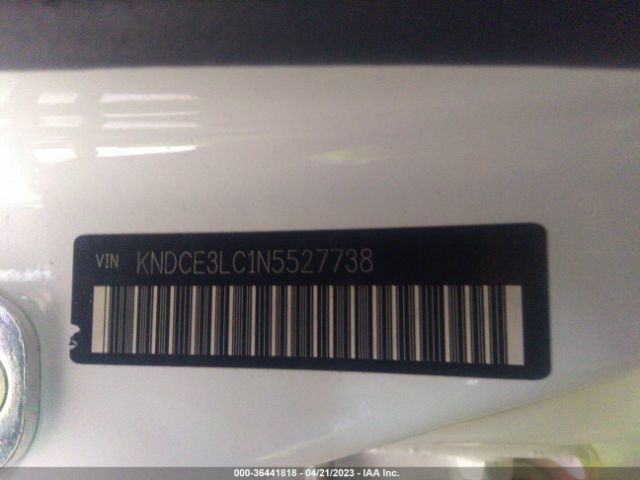 VIN KNDCE3LC1N5527738
000-36441818 - 04/21/2023 - IAA Inc.